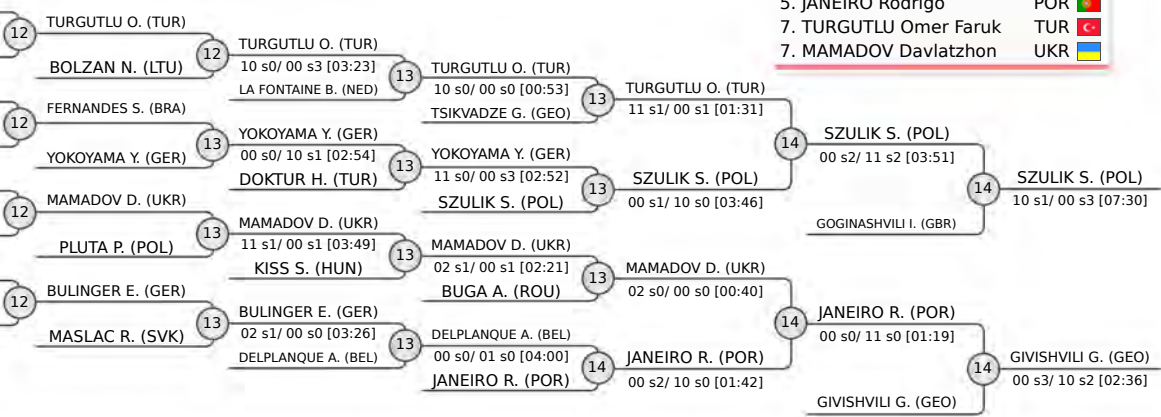 5. JANEIRO Rodrigo POR
7. TURGUTLU Omer Faruk TUR
7. MAMADOV Davlatzhon UKR
12
TURGUTLU O. (TUR)
BOLZAN N. (LTU)
12
FERNANDES S. (BRA)
YOKOYAMA Y. (GER)
12
MAMADOV D. (UKR)
PLUTA P. (POL)
12
BULINGER E. (GER)
MASLAC R. (SVK)
12
TURGUTLU O. (TUR)
10 s0/ 00 s3 [03:23]
LA FONTAINE B. (NED)
13
YOKOYAMA Y. (GER)
00 s0/ 10 s1 [02:54]
DOKTUR H. (TUR)
13
MAMADOV D. (UKR)
11 s1/ 00 s1 [03:49]
KISS S. (HUN)
13
BULINGER E. (GER)
02 s1/ 00 s0 [03:26]
DELPLANQUE A. (BEL)
13
TURGUTLU O. (TUR)
10 s0/ 00 s0 [00:53]
TSIKVADZE G. (GEO)
13
YOKOYAMA Y. (GER)
11 s0/ 00 s3 [02:52]
SZULIK S. (POL)
13
MAMADOV D. (UKR)
02 s1/ 00 s1 [02:21]
BUGA A. (ROU)
13
DELPLANQUE A. (BEL)
00 s0/ 01 s0 [04:00]
JANEIRO R. (POR)
13
TURGUTLU O. (TUR)
11 s1/ 00 s1 [01:31]
13
SZULIK S. (POL)
00 s1/ 10 s0 [03:46]
13
MAMADOV D. (UKR)
02 s0/ 00 s0 [00:40]
14
JANEIRO R. (POR)
00 s2/ 10 s0 [01:42]
14
SZULIK S. (POL)
00 s2/ 11 s2 [03:51]
GOGINASHVILI I. (GBR)
14
JANEIRO R. (POR)
00 s0/ 11 s0 [01:19]
GIVISHVILI G. (GEO)
14
SZULIK S. (POL)
10 s1/ 00 s3 [07:30]
14
GIVISHVILI G. (GEO)
00 s3/ 10 s2 [02:36]